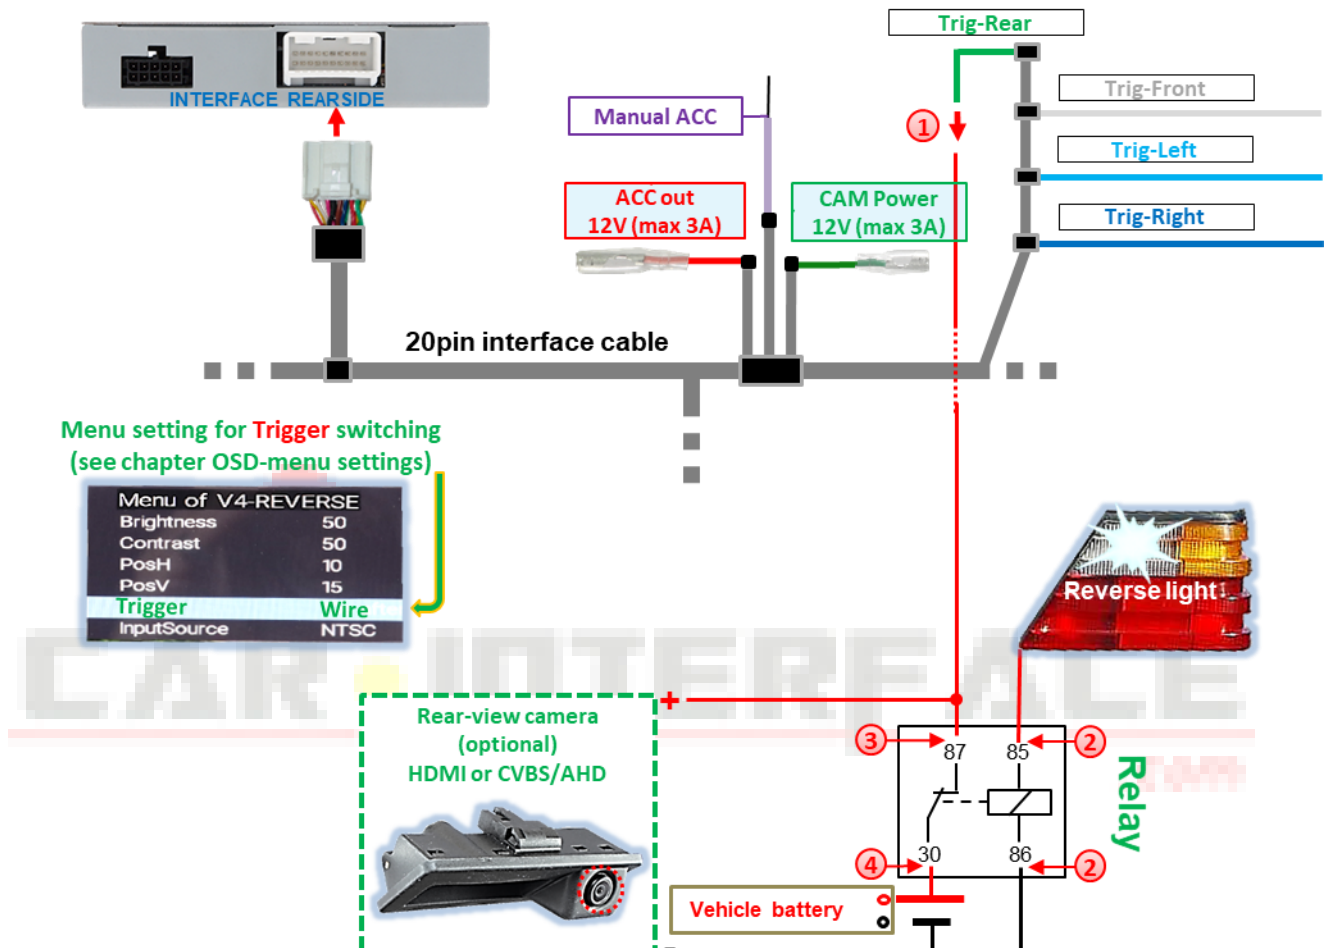 Trig-Rear
INTERFACE REARSIDE
Manual ACC
Trig-Front
1
Trig-Left
ACC out
12V (max 3A)
CAM Power
12V (max 3A)
Trig-Right
20pin interface cable
Menu setting for Trigger switching
(see chapter OSD-menu settings)
Menu of V4-REVERSE
Brightness 50
Contrast 50
PosH 10
PosV 15
Trigger Wire
InputSource NTSC
Reverse light
CAR INTERFACE
.com
+
Rear-view camera
(optional)
HDMI or CVBS/AHD
3
87
85
2
Relay
4
30
86
2
Vehicle battery